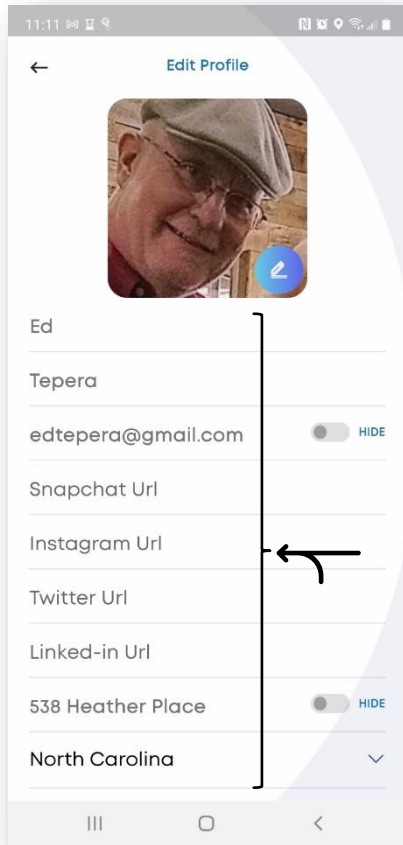 11:11
Edit Profile
Ed
Tepera
edtepera@gmail.com HIDE
Snapchat Url
Instagram Url
Twitter Url
Linked-in Url
538 Heather Place HIDE
North Carolina